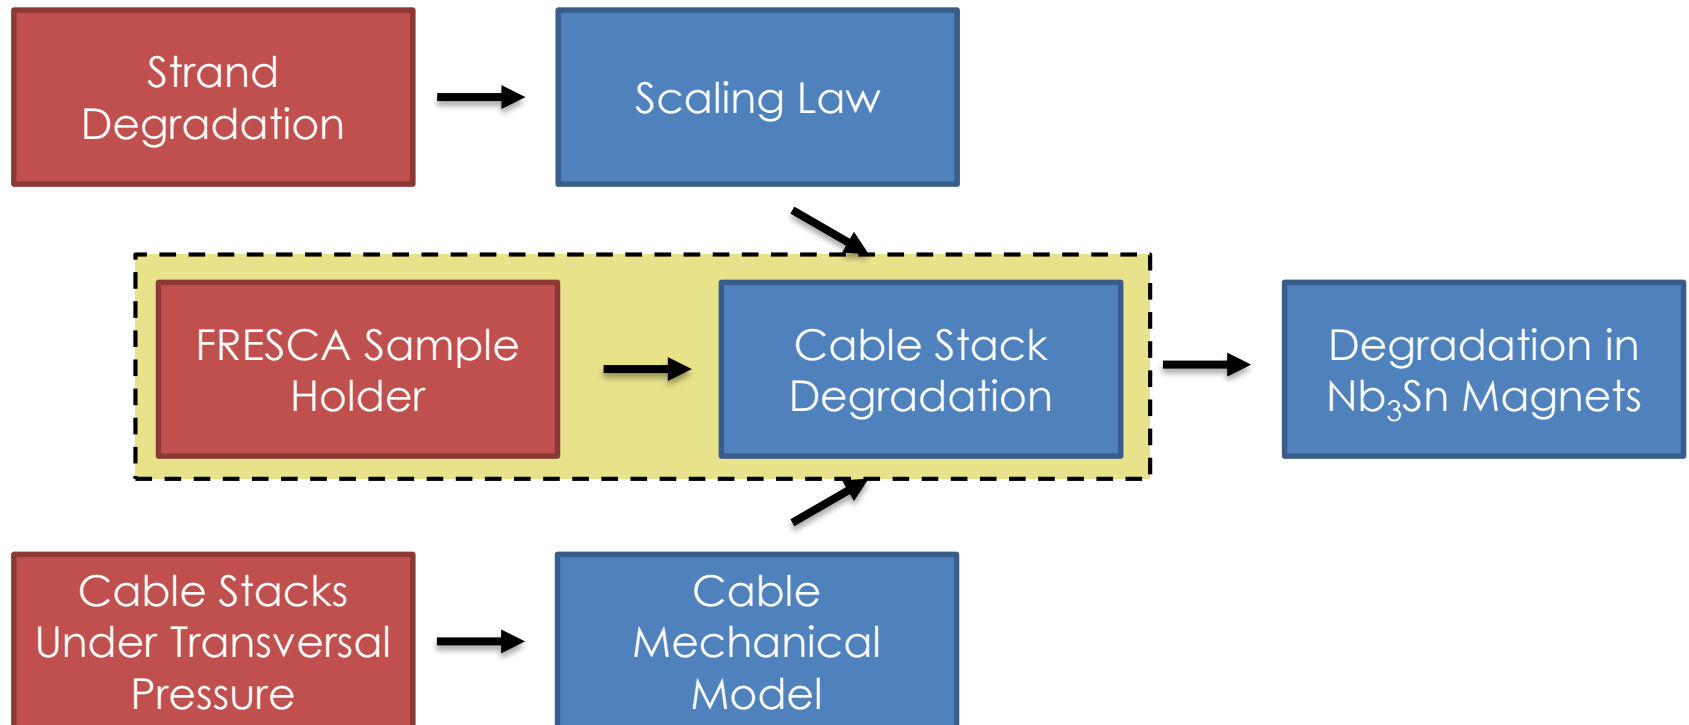 Strand
Degradation
Scaling Law
FRESCA Sample
Holder
Cable Stack
Degradation
Degradation in
Nb₃Sn Magnets
Cable Stacks
Under Transversal
Pressure
Cable
Mechanical
Model